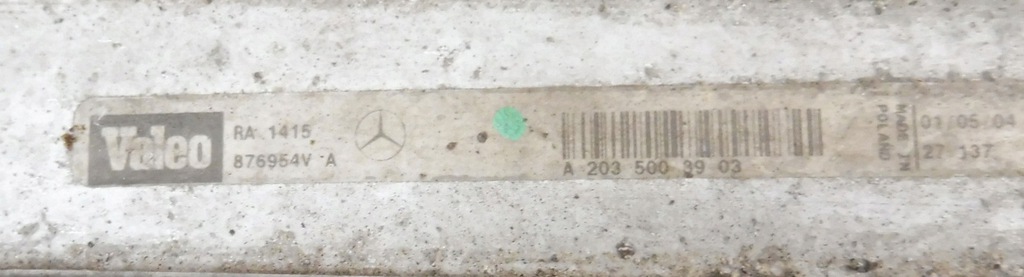 Valeo
RA 1415
876954V A
A 203 500 39 03
MADE IN
POLAND
01/05/04
27 137